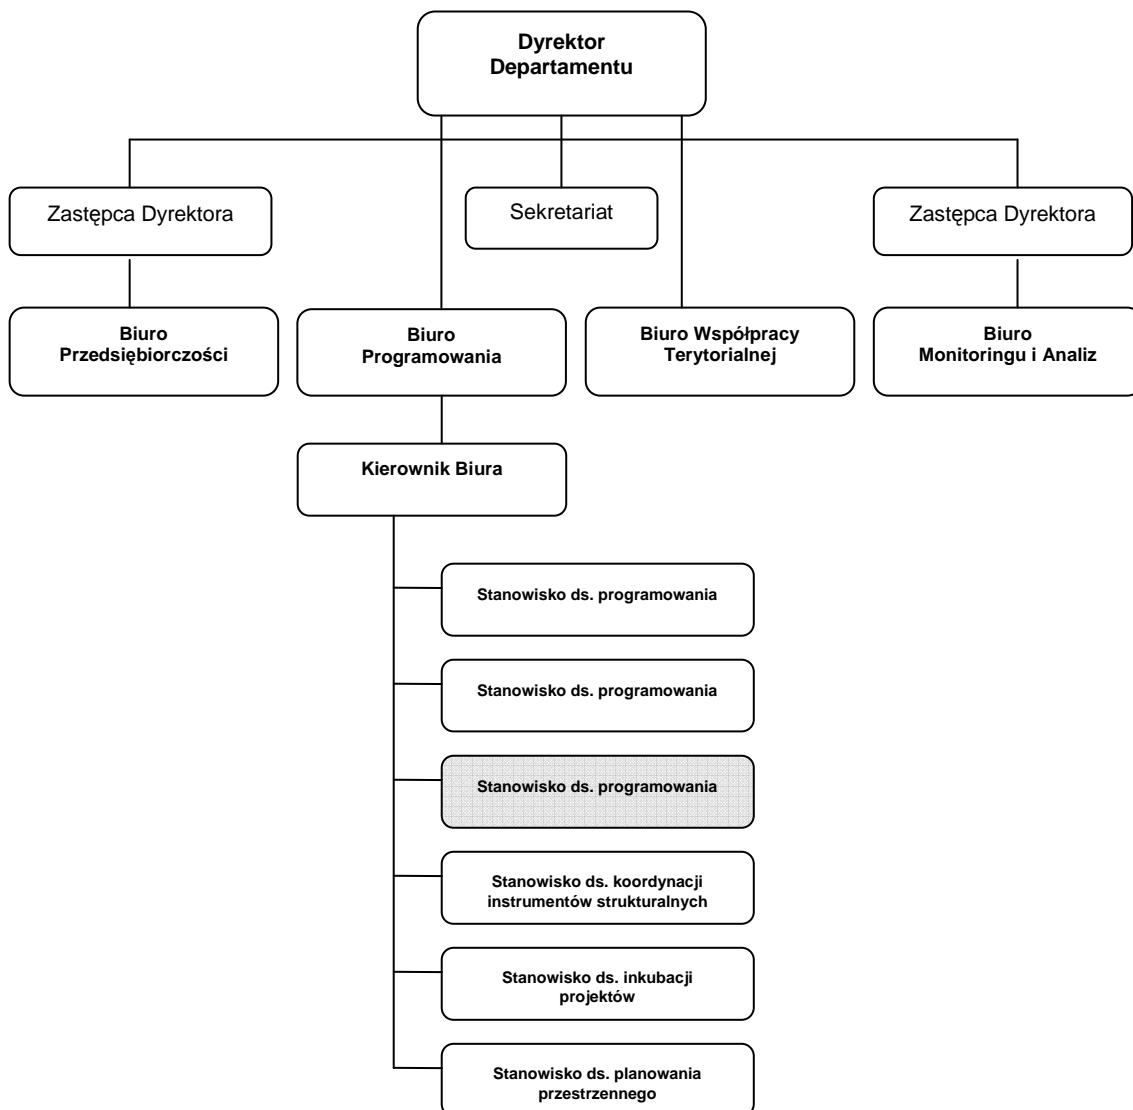 Dyrektor
Departamentu
Zastępca Dyrektora
Sekretariat
Zastępca Dyrektora
Biuro
Przedsiębiorczości
Biuro
Programowania
Biuro Współpracy
Terytorialnej
Biuro
Monitoringu i Analiz
Kierownik Biura
Stanowisko ds. programowania
Stanowisko ds. programowania
Stanowisko ds. programowania
Stanowisko ds. koordynacji
instrumentów strukturalnych
Stanowisko ds. inkubacji
projektów
Stanowisko ds. planowania
przestrzennego